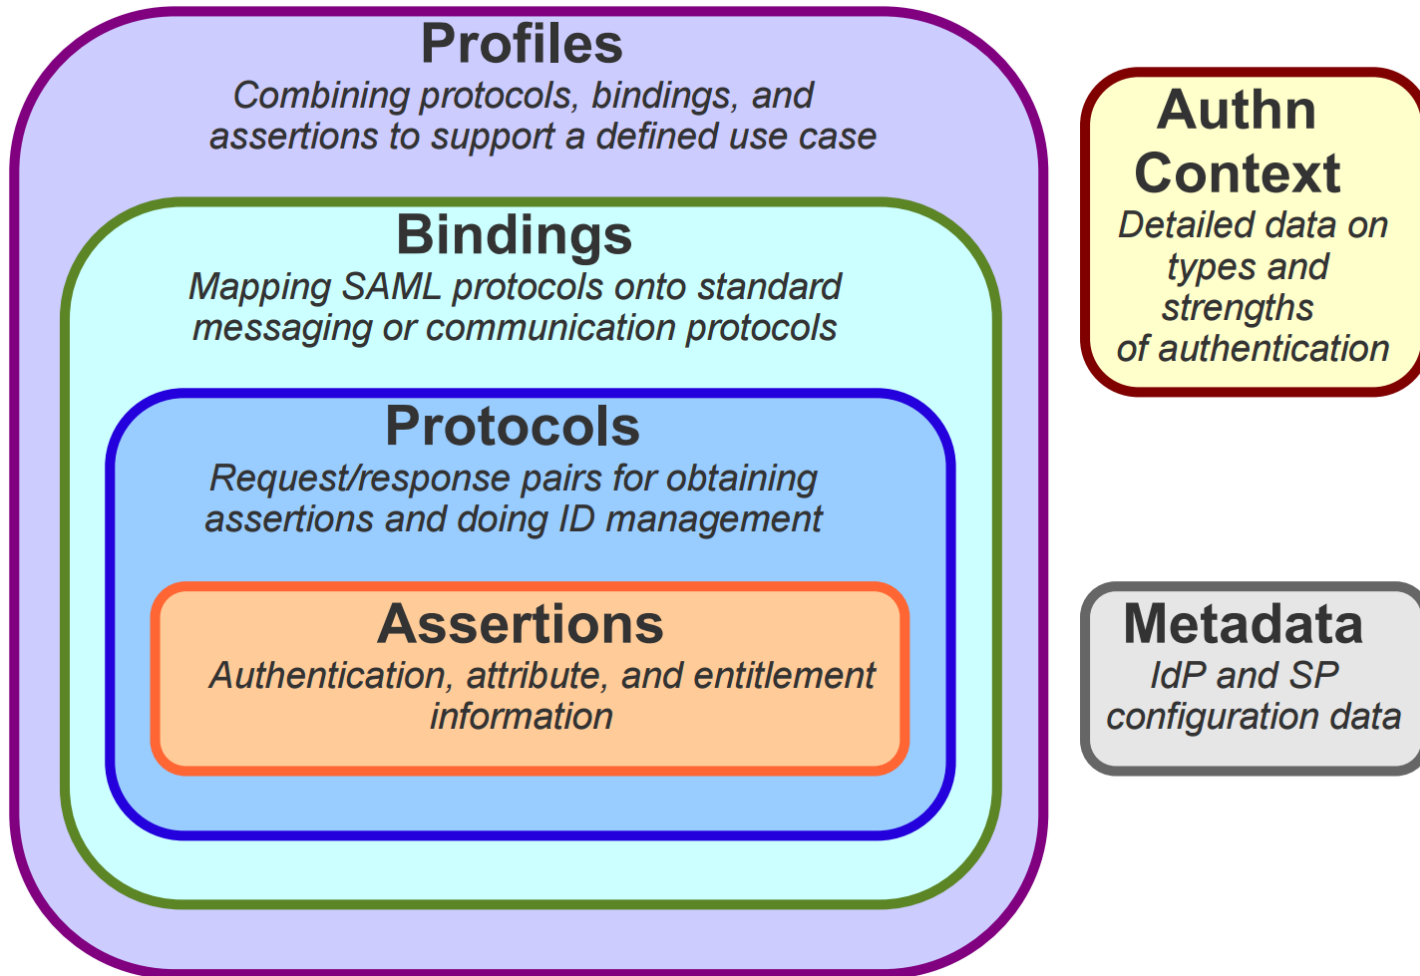 Profiles
Combining protocols, bindings, and
assertions to support a defined use case
Bindings
Mapping SAML protocols onto standard
messaging or communication protocols
Protocols
Request/response pairs for obtaining
assertions and doing ID management
Assertions
Authentication, attribute, and entitlement
information
Authn
Context
Detailed data on
types and
strengths
of authentication
Metadata
IdP and SP
configuration data